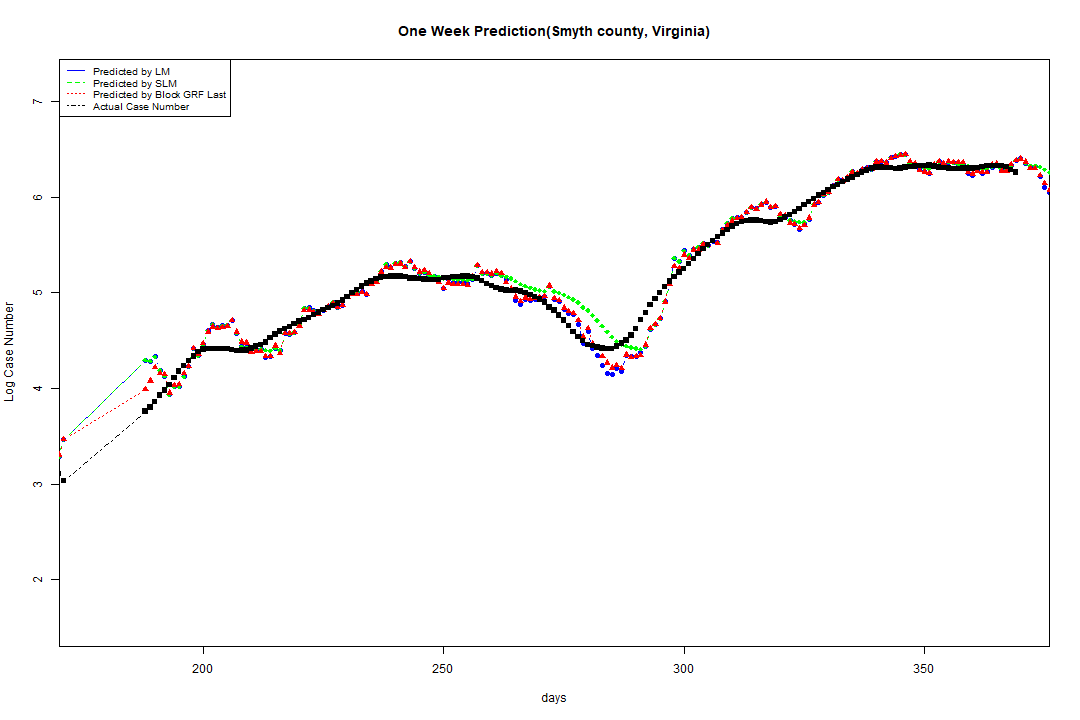 One Week Prediction(Smyth county, Virginia)
Predicted by LM
Predicted by SLM
Predicted by Block GRF Last
Actual Case Number
7
6
5
4
3
2
Log Case Number
200 250 300 350
days